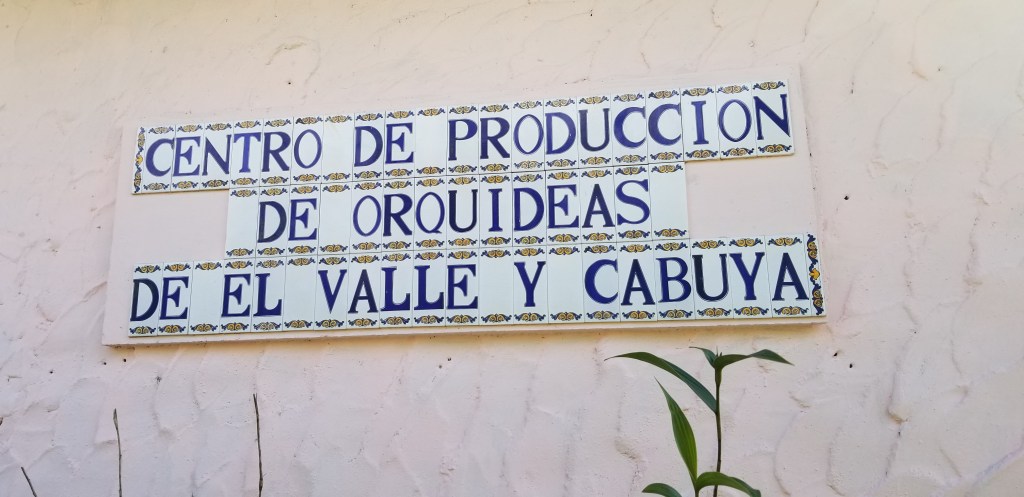 CENTRO DE PRODUCCION
DE ORQUIDEAS
DE EL VALLE Y CABUYA